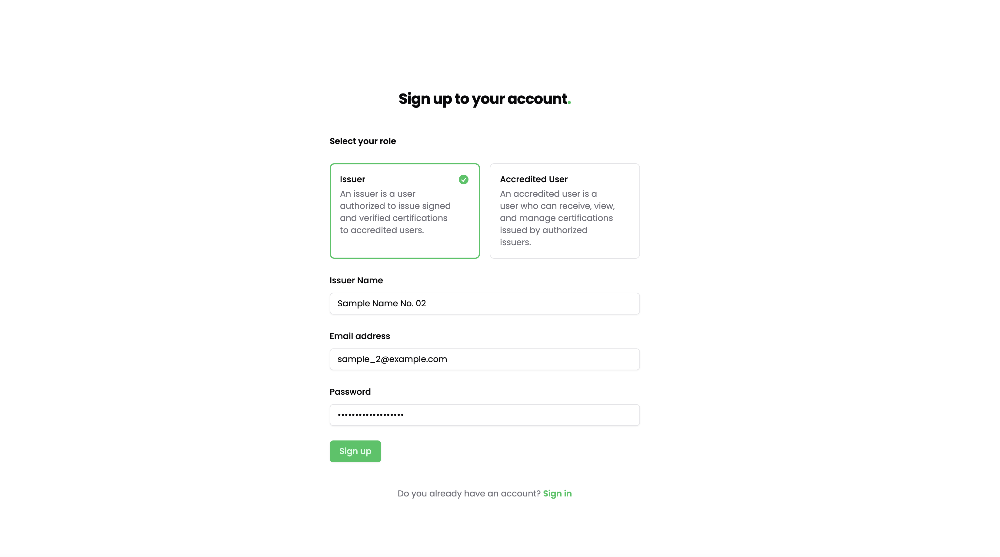 Sign up to your account.
Select your role
Issuer
An issuer is a user
authorized to issue signed
and verified certifications
to accredited users.
Accredited User
An accredited user is a
user who can receive, view,
and manage certifications
issued by authorized
issuers.
Issuer Name
Sample Name No. 02
Email address
sample_2@example.com
Password
•••••••••••••••••••
Sign up
Do you already have an account? Sign in